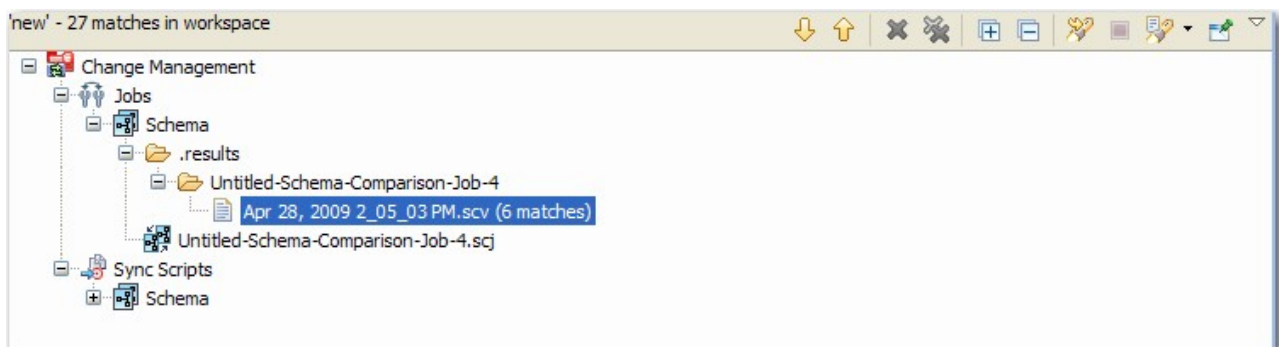 'new' - 27 matches in workspace
Change Management
Jobs
Schema
.results
Untitled-Schema-Comparison-Job-4
Apr 28, 2009 2_05_03 PM.scv (6 matches)
Untitled-Schema-Comparison-Job-4.scj
Sync Scripts
Schema